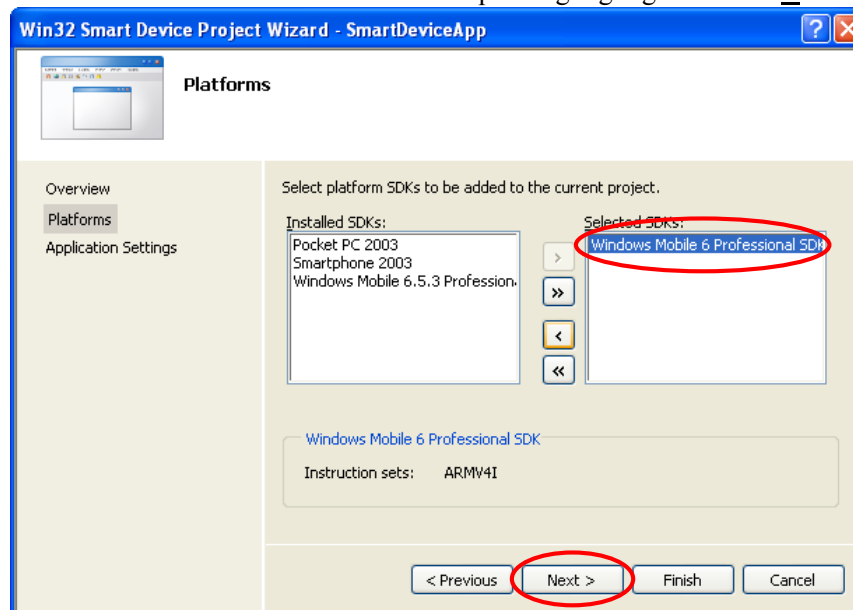 Win32 Smart Device Project Wizard - SmartDeviceApp
Platforms
Overview
Platforms
Application Settings
Select platform SDKs to be added to the current project.
Installed SDKs:
Pocket PC 2003
Smartphone 2003
Windows Mobile 6.5.3 Profession
>
>>
<
<<
Selected SDKs:
Windows Mobile 6 Professional SDK
Windows Mobile 6 Professional SDK
Instruction sets: ARMV4I
< Previous
Next >
Finish
Cancel